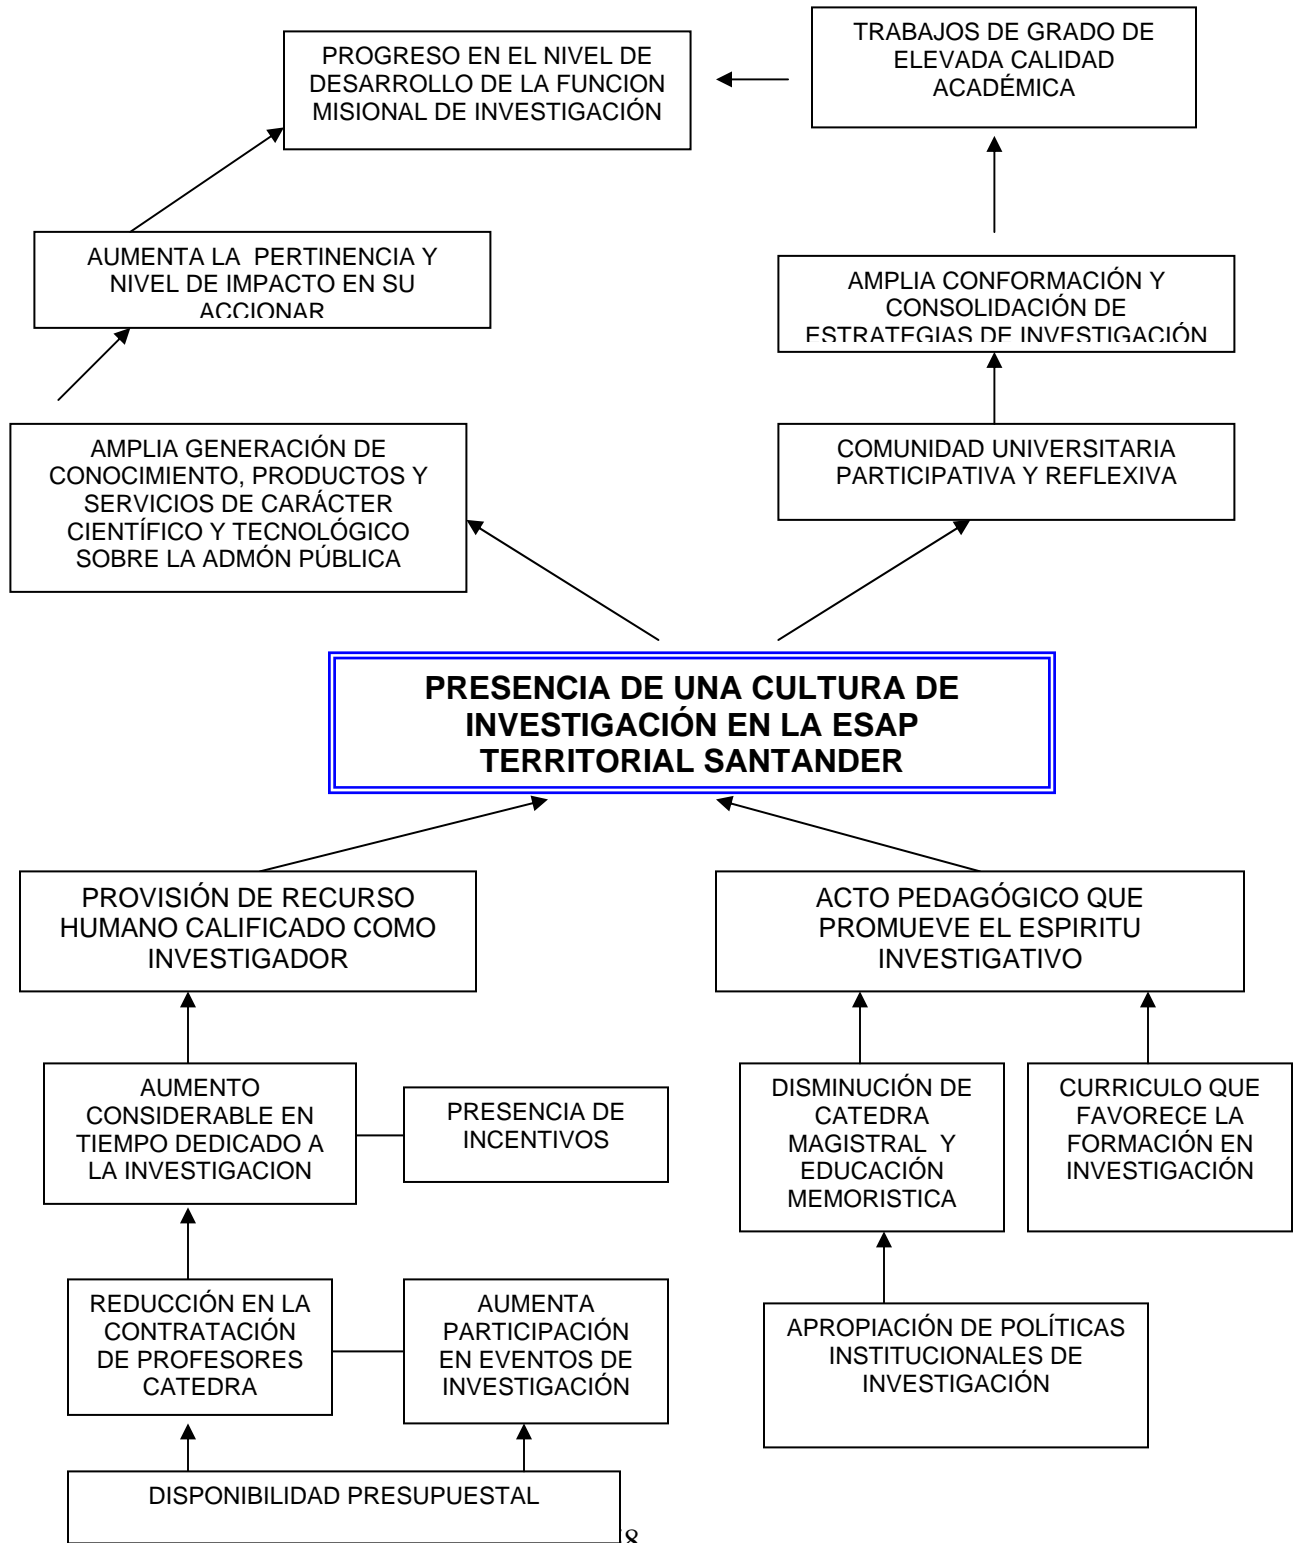 PROGRESO EN EL NIVEL DE
DESARROLLO DE LA FUNCION
MISIONAL DE INVESTIGACIÓN
TRABAJOS DE GRADO DE
ELEVADA CALIDAD
ACADÉMICA
AUMENTA LA PERTINENCIA Y
NIVEL DE IMPACTO EN SU
ACCIONAR
AMPLIA CONFORMACIÓN Y
CONSOLIDACIÓN DE
ESTRATEGIAS DE INVESTIGACIÓN
AMPLIA GENERACIÓN DE
CONOCIMIENTO, PRODUCTOS Y
SERVICIOS DE CARÁCTER
CIENTÍFICO Y TECNOLÓGICO
SOBRE LA ADMÓN PÚBLICA
COMUNIDAD UNIVERSITARIA
PARTICIPATIVA Y REFLEXIVA
PRESENCIA DE UNA CULTURA DE
INVESTIGACIÓN EN LA ESAP
TERRITORIAL SANTANDER
PROVISIÓN DE RECURSO
HUMANO CALIFICADO COMO
INVESTIGADOR
ACTO PEDAGÓGICO QUE
PROMUEVE EL ESPIRITU
INVESTIGATIVO
AUMENTO
CONSIDERABLE EN
TIEMPO DEDICADO A
LA INVESTIGACION
PRESENCIA DE
INCENTIVOS
DISMINUCIÓN DE
CATEDRA
MAGISTRAL Y
EDUCACIÓN
MEMORISTICA
CURRICULO QUE
FAVORECE LA
FORMACIÓN EN
INVESTIGACIÓN
REDUCCIÓN EN LA
CONTRATACIÓN
DE PROFESORES
CATEDRA
AUMENTA
PARTICIPACIÓN
EN EVENTOS DE
INVESTIGACIÓN
APROPIACIÓN DE POLÍTICAS
INSTITUCIONALES DE
INVESTIGACIÓN
DISPONIBILIDAD PRESUPUESTAL